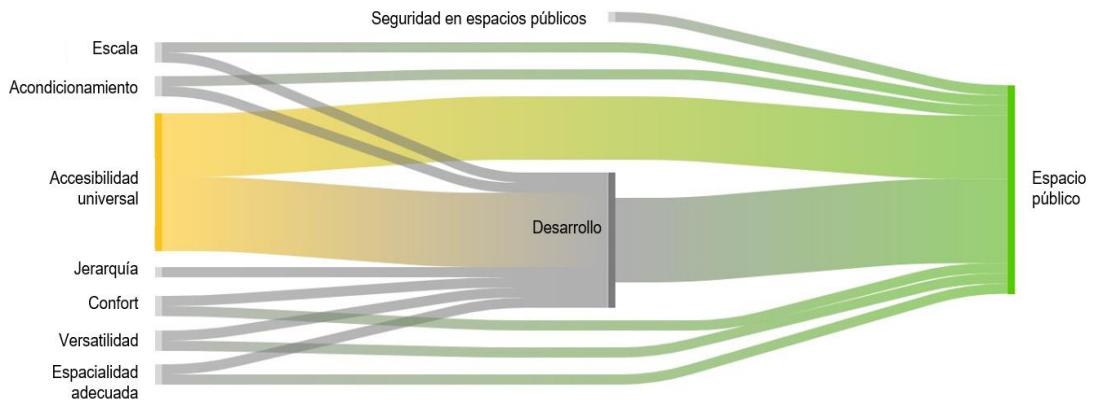 Seguridad en espacios públicos
Escala
Acondicionamiento
Accesibilidad
universal
Desarrollo
Espacio
público
Jerarquía
Confort
Versatilidad
Espacialidad
adecuada